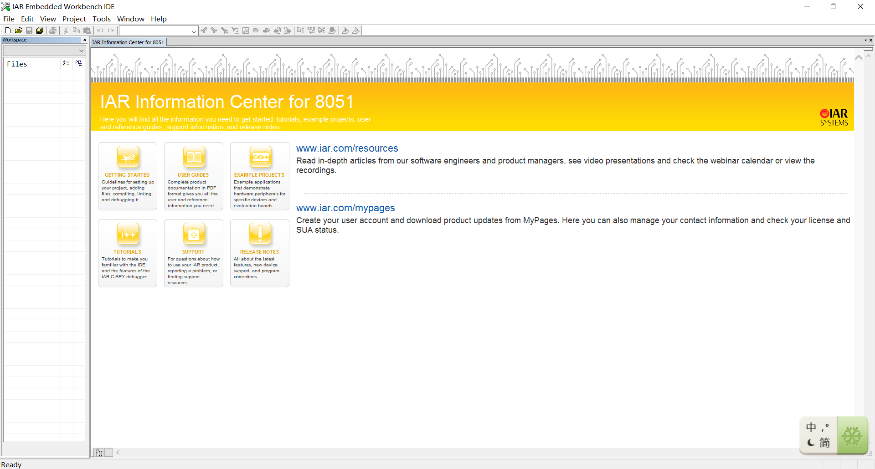 IAR Embedded Workbench IDE
File Edit View Project Tools Window Help
Workspace
IAR Information Center for 8051
Files
IAR Information Center for 8051
Here you will find all the information you need to get started: tutorials, example projects, user
and reference guides, support information, and release notes.
IAR
SYSTEMS
GETTING STARTED
Guidelines for setting up
your project, adding
files, compiling, linking
and debugging it
USER GUIDES
Complete product
documentation in PDF
format gives you all the
user and reference
information you need
EXAMPLE PROJECTS
Example applications
that demonstrate
hardware peripherals for
specific devices and
evaluation boards
TUTORIALS
Tutorials to make you
familiar with the IDE
and the features of the
IAR C-SPY debugger
SUPPORT
For questions about how
to use your IAR product,
reporting a problem, or
finding support
resources
RELEASE NOTES
All about the latest
features, new device
support, and program
corrections
www.iar.com/resources
Read in-depth articles from our software engineers and product managers, see video presentations and check the webinar calendar or view the
recordings.
www.iar.com/mypages
Create your user account and download product updates from MyPages. Here you can also manage your contact information and check your license and
SUA status.
中
简
Ready